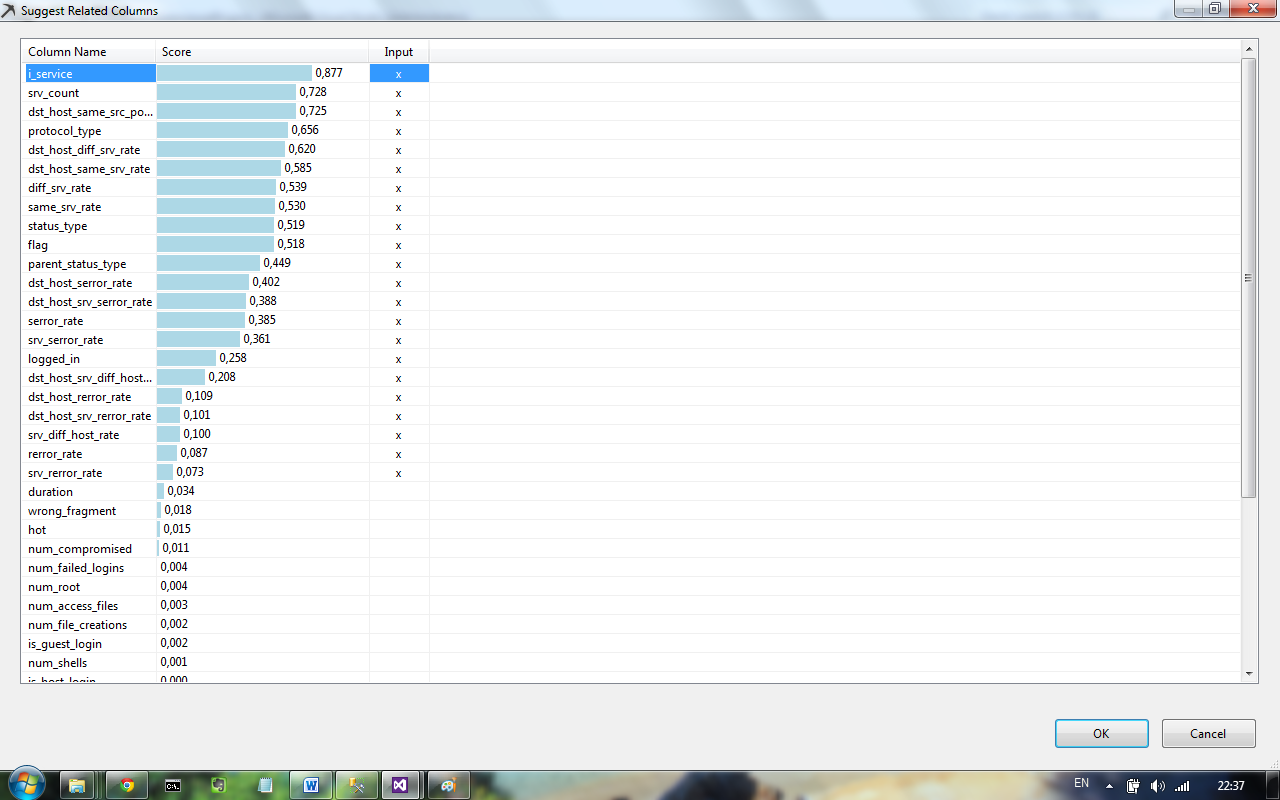 Suggest Related Columns
Column Name Score Input
i_service 0,877 x
srv_count 0,728 x
dst_host_same_src_po... 0,725 x
protocol_type 0,656 x
dst_host_diff_srv_rate 0,620 x
dst_host_same_srv_rate 0,585 x
diff_srv_rate 0,539 x
same_srv_rate 0,530 x
status_type 0,519 x
flag 0,518 x
parent_status_type 0,449 x
dst_host_serror_rate 0,402 x
dst_host_srv_serror_rate 0,388 x
serror_rate 0,385 x
srv_serror_rate 0,361 x
logged_in 0,258 x
dst_host_srv_diff_host... 0,208 x
dst_host_rerror_rate 0,109 x
dst_host_srv_rerror_rate 0,101 x
srv_diff_host_rate 0,100 x
rerror_rate 0,087 x
srv_rerror_rate 0,073 x
duration 0,034
wrong_fragment 0,018
hot 0,015
num_compromised 0,011
num_failed_logins 0,004
num_root 0,004
num_access_files 0,003
num_file_creations 0,002
is_guest_login 0,002
num_shells 0,001
is_host_login 0,000
OK Cancel
EN 22:37